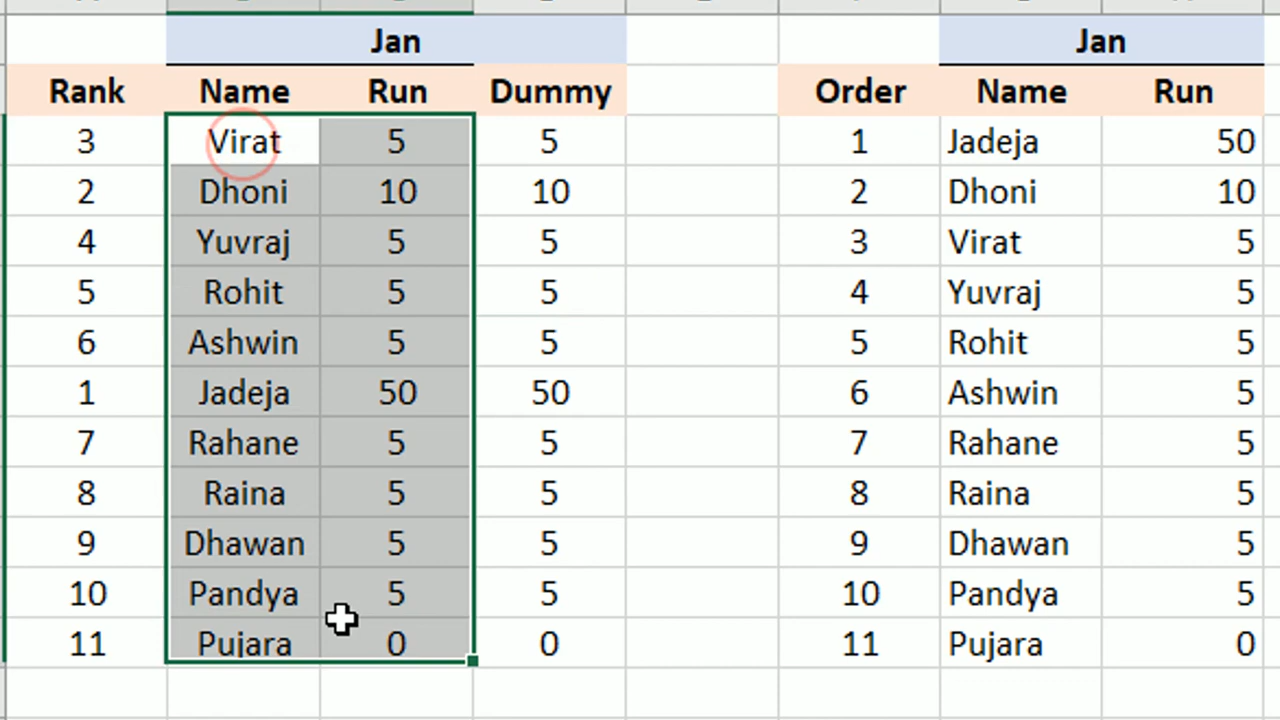 Jan Jan
Rank Name Run Dummy Order Name Run
3 Virat 5 5 1 Jadeja 50
2 Dhoni 10 10 2 Dhoni 10
4 Yuvraj 5 5 3 Virat 5
5 Rohit 5 5 4 Yuvraj 5
6 Ashwin 5 5 5 Rohit 5
1 Jadeja 50 50 6 Ashwin 5
7 Rahane 5 5 7 Rahane 5
8 Raina 5 5 8 Raina 5
9 Dhawan 5 5 9 Dhawan 5
10 Pandya 5 5 10 Pandya 5
11 Pujara 0 0 11 Pujara 0